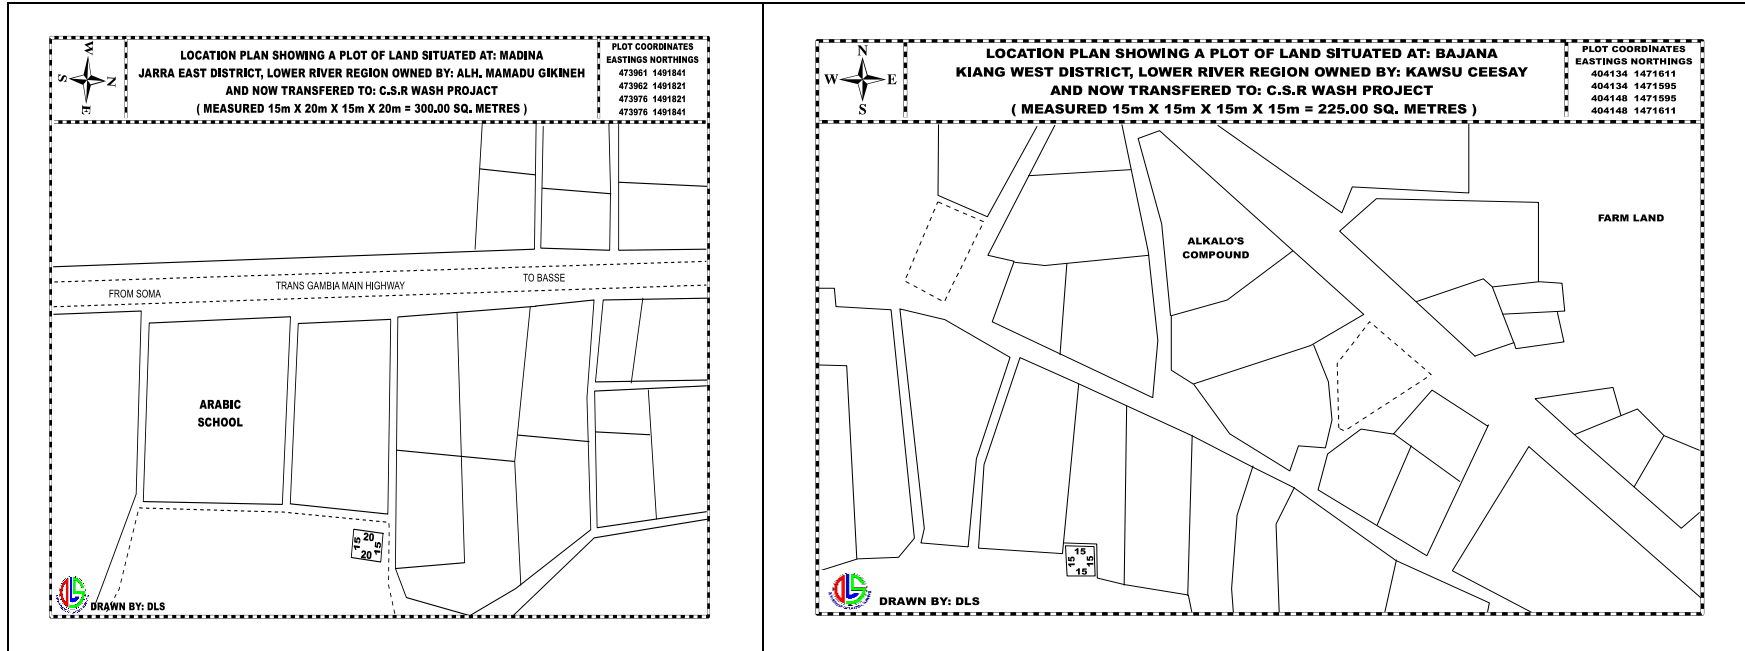 LOCATION PLAN SHOWING A PLOT OF LAND SITUATED AT: MADINA
JARRA EAST DISTRICT, LOWER RIVER REGION OWNED BY: ALH. MAMADU GIKINEH
AND NOW TRANSFERED TO: C.S.R WASH PROJACT
( MEASURED 15m X 20m X 15m X 20m = 300.00 SQ. METRES )
PLOT COORDINATES
EASTINGS NORTHINGS
473961 1491841
473962 1491821
473976 1491821
473976 1491841
W
N
S
E
FROM SOMA
TRANS GAMBIA MAIN HIGHWAY
TO BASSE
ARABIC
SCHOOL
20
15
15
20
DLS
DRAWN BY: DLS
LOCATION PLAN SHOWING A PLOT OF LAND SITUATED AT: BAJANA
KIANG WEST DISTRICT, LOWER RIVER REGION OWNED BY: KAWSU CEESAY
AND NOW TRANSFERED TO: C.S.R WASH PROJECT
( MEASURED 15m X 15m X 15m X 15m = 225.00 SQ. METRES )
PLOT COORDINATES
EASTINGS NORTHINGS
404134 1471611
404134 1471595
404148 1471595
404148 1471611
N
W
E
S
FARM LAND
ALKALO'S
COMPOUND
15
15
15
15
DLS
DRAWN BY: DLS